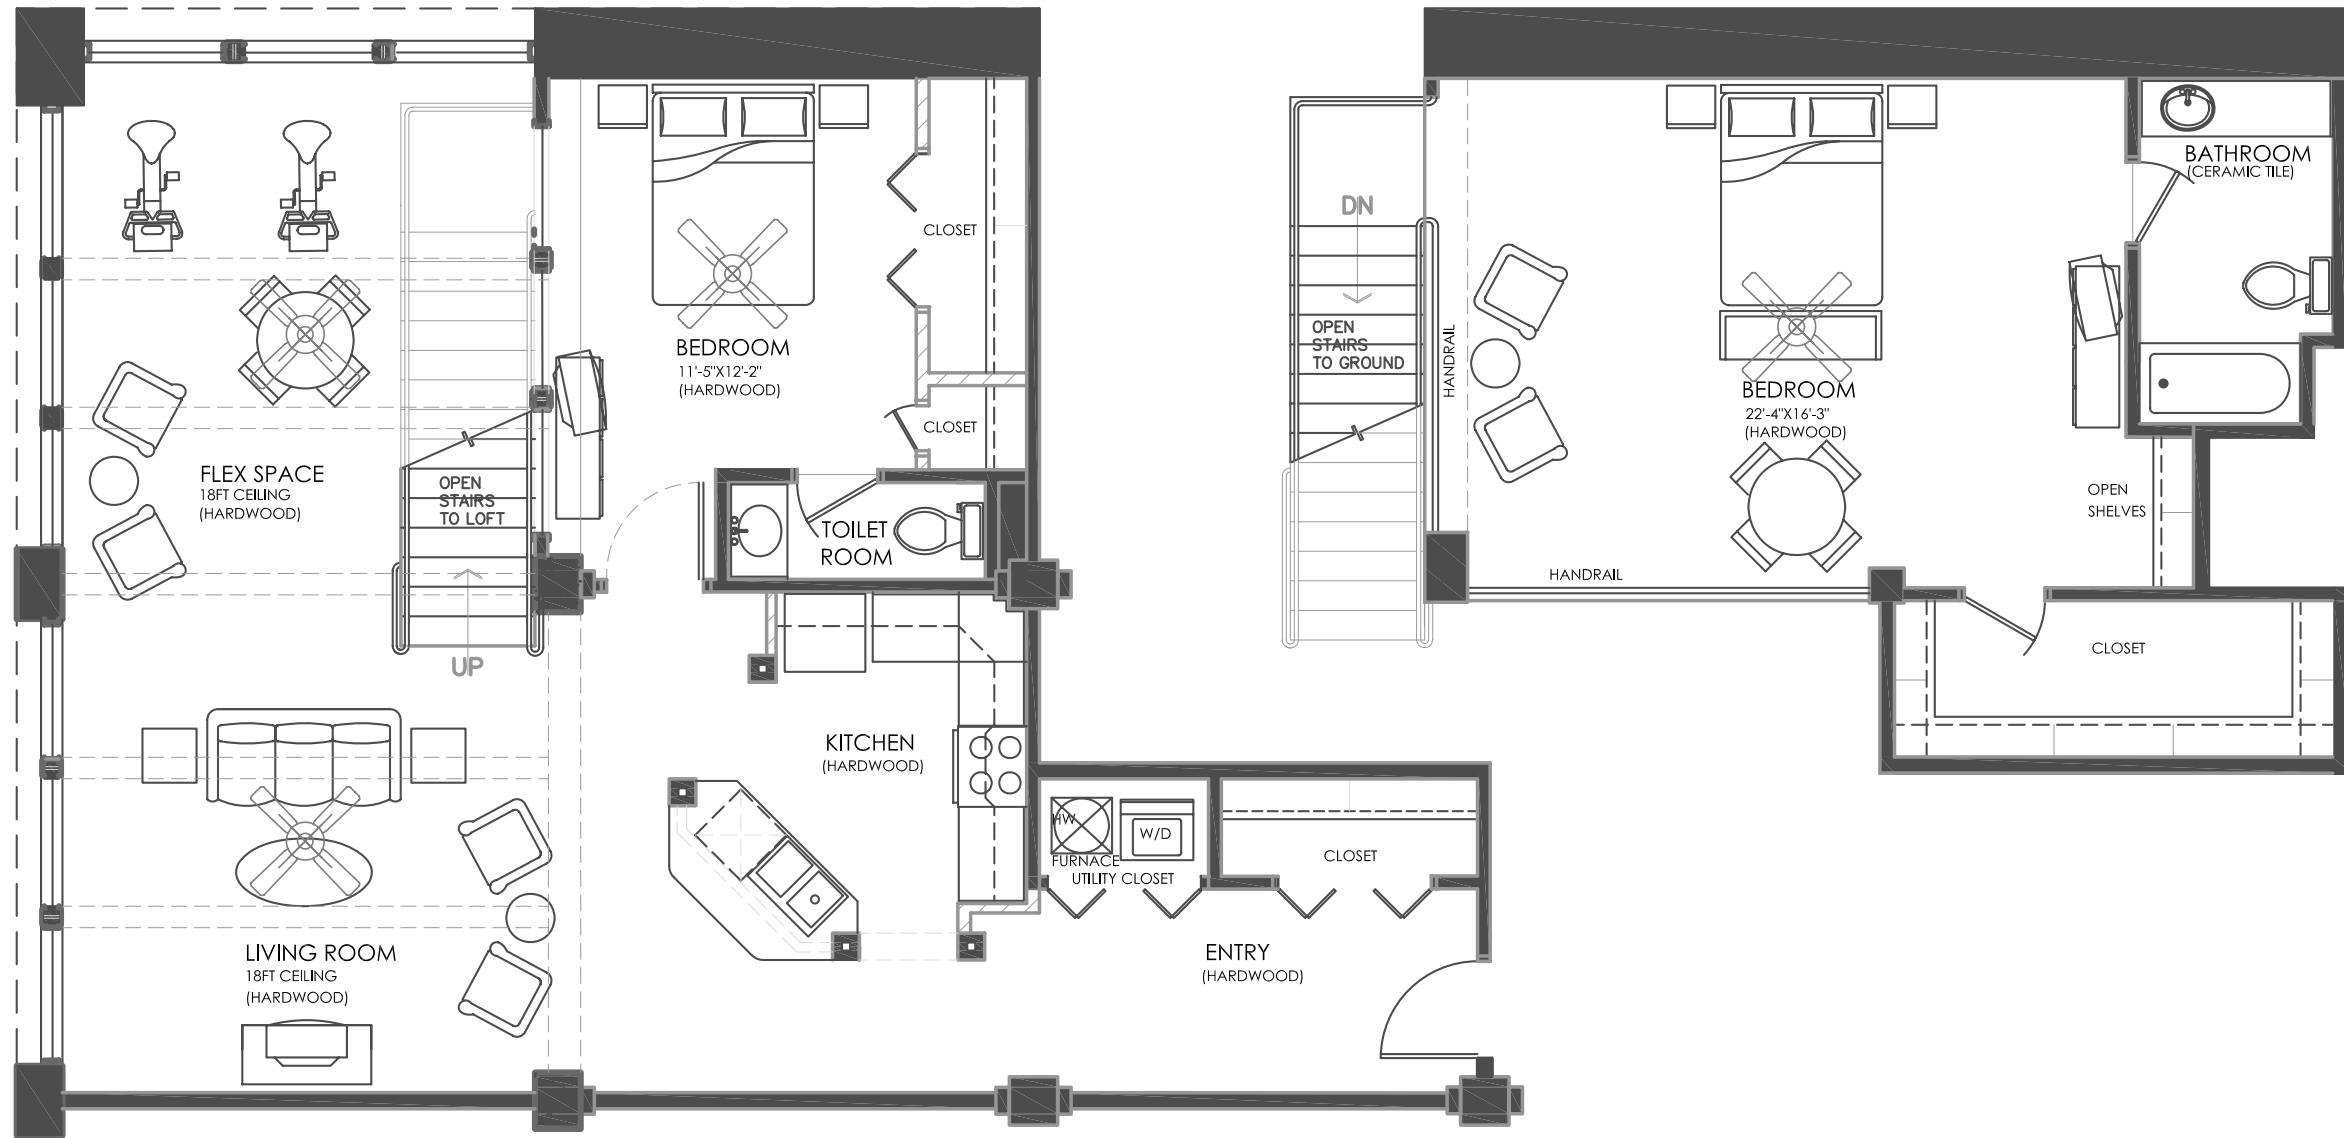 FLEX SPACE
18FT CEILING
(HARDWOOD)
OPEN
STAIRS
TO LOFT
UP
LIVING ROOM
18FT CEILING
(HARDWOOD)
BEDROOM
11'-5"X12'-2"
(HARDWOOD)
CLOSET
CLOSET
TOILET
ROOM
KITCHEN
(HARDWOOD)
HW
W/D
FURNACE
UTILITY CLOSET
CLOSET
ENTRY
(HARDWOOD)
DN
OPEN
STAIRS
TO GROUND
HANDRAIL
BEDROOM
22'-4"X16'-3"
(HARDWOOD)
HANDRAIL
BATHROOM
(CERAMIC TILE)
OPEN
SHELVES
CLOSET